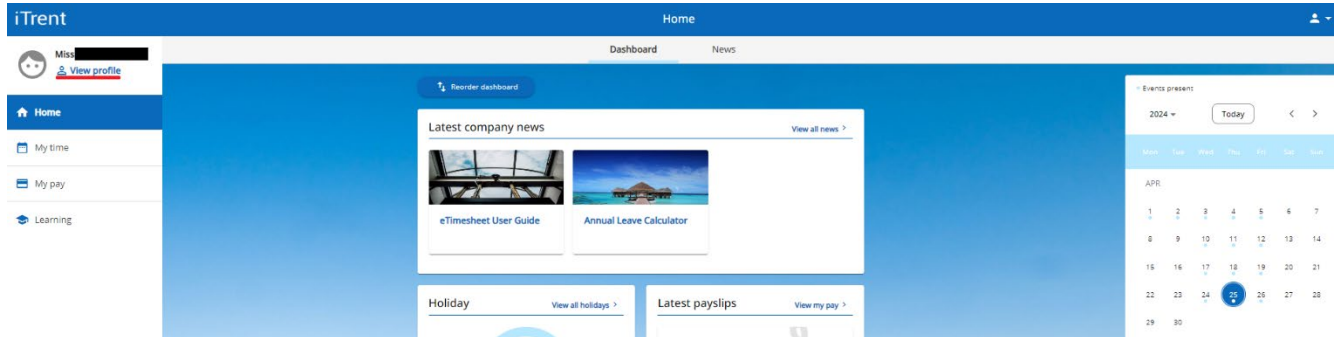 iTrent
Home
Miss
View profile
Home
My time
My pay
Learning
Dashboard News
Reorder dashboard
Latest company news View all news >
eTimesheet User Guide
Annual Leave Calculator
Holiday View all holidays >
Latest payslips View my pay >
Events present
2024 Today < >
Mon Tue Wed Thu Fri Sat Sun
APR
1 2 3 4 5 6 7
8 9 10 11 12 13 14
15 16 17 18 19 20 21
22 23 24 25 26 27 28
29 30